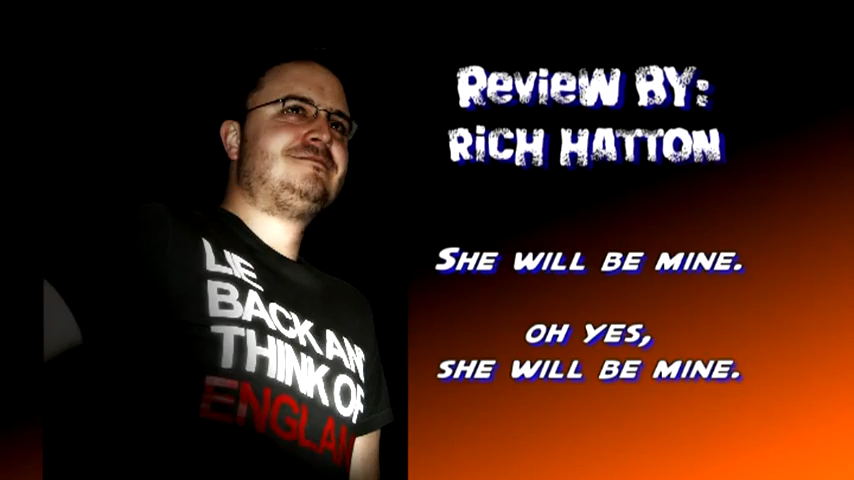 Review BY:
RICH HATTON
SHE WILL BE MINE.
OH YES,
SHE WILL BE MINE.
LIE
BACK AN
THINK OF
ENGLAN